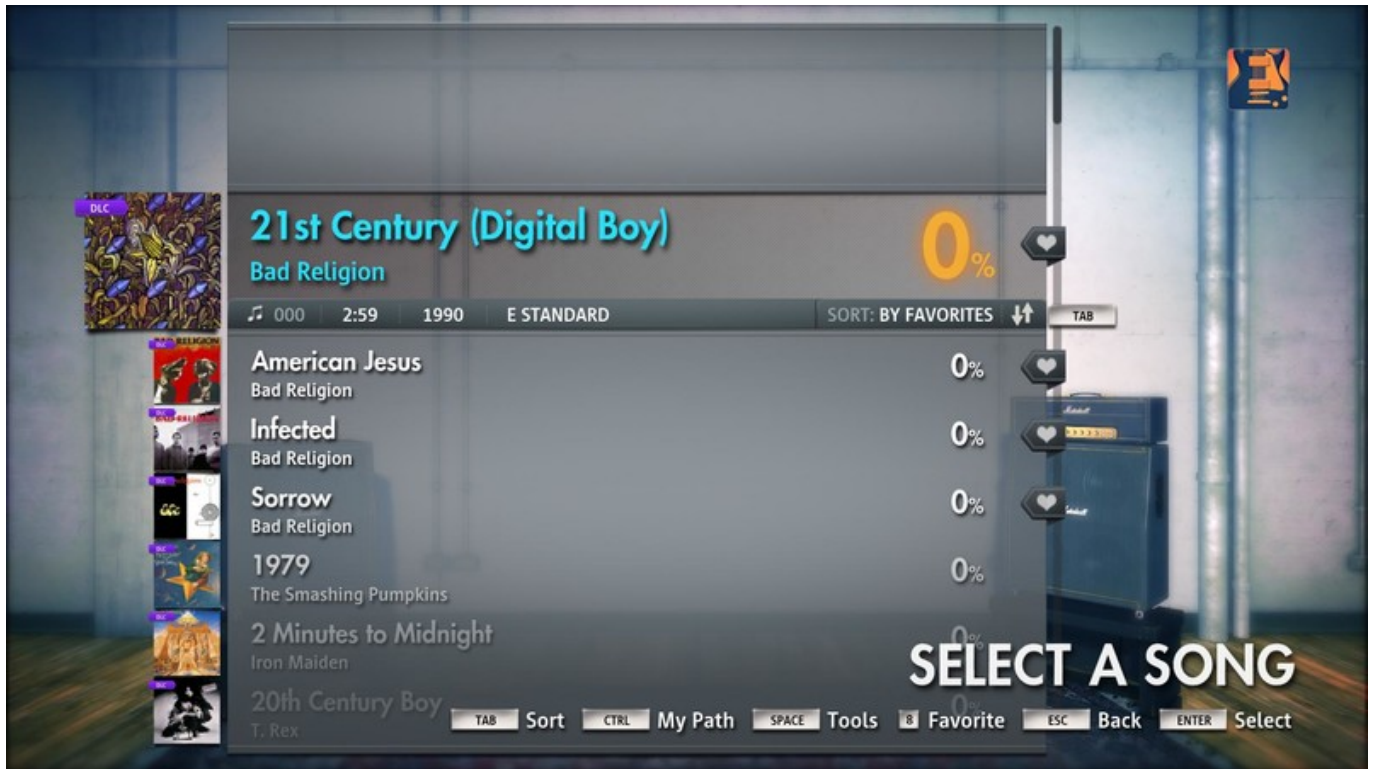 DLC
21st Century (Digital Boy)
0%
Bad Religion
000 2:59 1990 E STANDARD SORT: BY FAVORITES TAB
American Jesus
0%
Bad Religion
Infected
0%
Bad Religion
Sorrow
0%
Bad Religion
1979
0%
The Smashing Pumpkins
2 Minutes to Midnight
0%
Iron Maiden
SELECT A SONG
20th Century Boy
T. Rex
TAB Sort CTRL My Path SPACE Tools 8 Favorite ESC Back ENTER Select